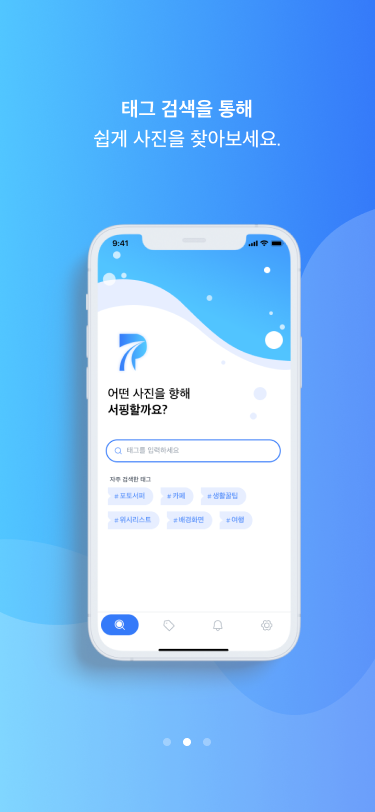 태그 검색을 통해
쉽게 사진을 찾아보세요.
9:41
어떤 사진을 향해
서핑할까요?
태그를 입력하세요
자주 검색한 태그
# 포토서퍼 # 카페 # 생활꿀팁
# 위시리스트 # 배경화면 # 여행